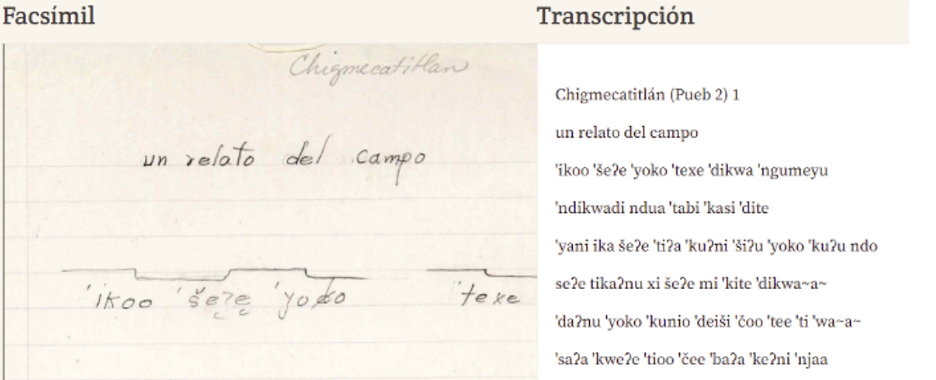 Facsímil
Transcripción
Chigmecatitlan
un relato del campo
'ikoo 'šeʔe 'yoko 'texe
Chigmecatitlán (Pueb 2) 1
un relato del campo
'ikoo 'šeʔe 'yoko 'texe 'dikwa 'ngumeyu
'ndikwadi ndua 'tabi 'kasi 'dite
'yani ika šeʔe 'tiʔa 'kuʔni 'šiʔu 'yoko 'kuʔu ndo
seʔe tikaʔnu xi šeʔe mi 'kite 'dikwa~a~
'daʔnu 'yoko 'kunio 'deiši 'čoo 'tee 'ti 'wa~a~
'saʔa 'kweʔe 'tioo 'čee 'baʔa 'keʔni 'njaa